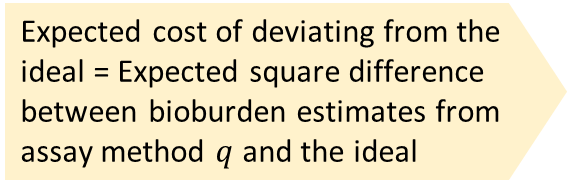 Expected cost of deviating from the
ideal = Expected square difference
between bioburden estimates from
assay method q and the ideal